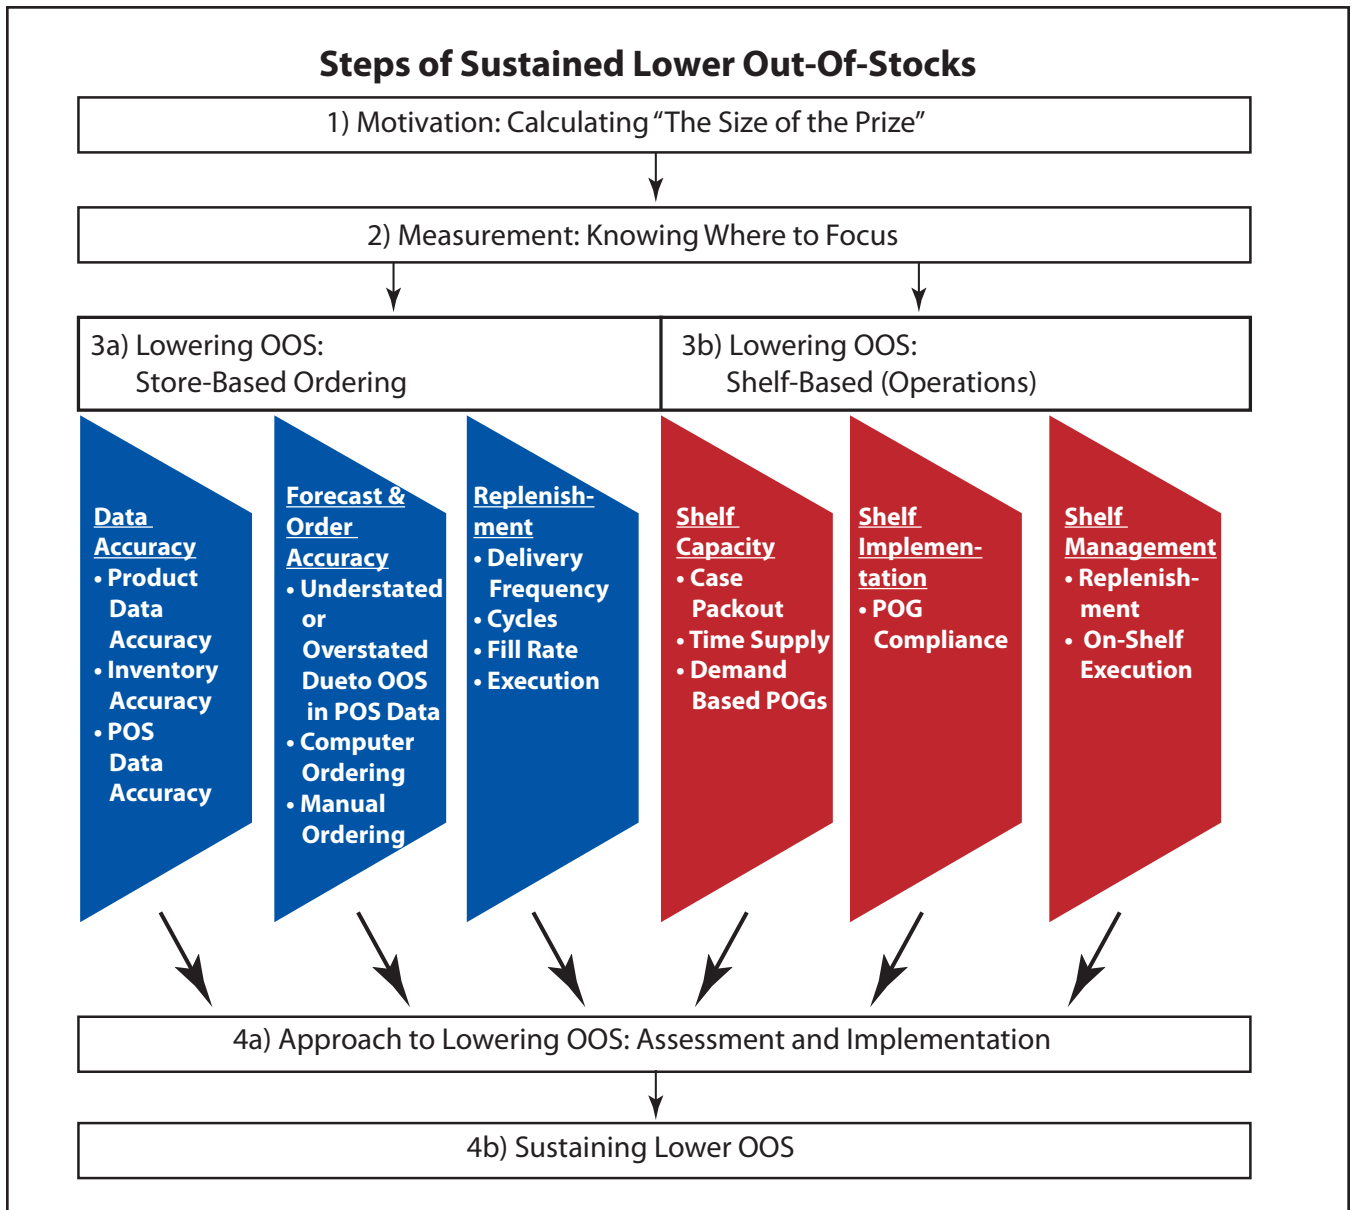 Steps of Sustained Lower Out-Of-Stocks
1) Motivation: Calculating “The Size of the Prize”
2) Measurement: Knowing Where to Focus
3a) Lowering OOS:
Store-Based Ordering
3b) Lowering OOS:
Shelf-Based (Operations)
Data
Accuracy
• Product
Data
Accuracy
• Inventory
Accuracy
• POS
Data
Accuracy
Forecast &
Order
Accuracy
• Understated
or
Overstated
Dueto OOS
in POS Data
• Computer
Ordering
• Manual
Ordering
Replenish-
ment
• Delivery
Frequency
• Cycles
• Fill Rate
• Execution
Shelf
Capacity
• Case
Packout
• Time Supply
• Demand
Based POGs
Shelf
Implemen-
tation
• POG
Compliance
Shelf
Management
• Replenish-
ment
• On-Shelf
Execution
4a) Approach to Lowering OOS: Assessment and Implementation
4b) Sustaining Lower OOS